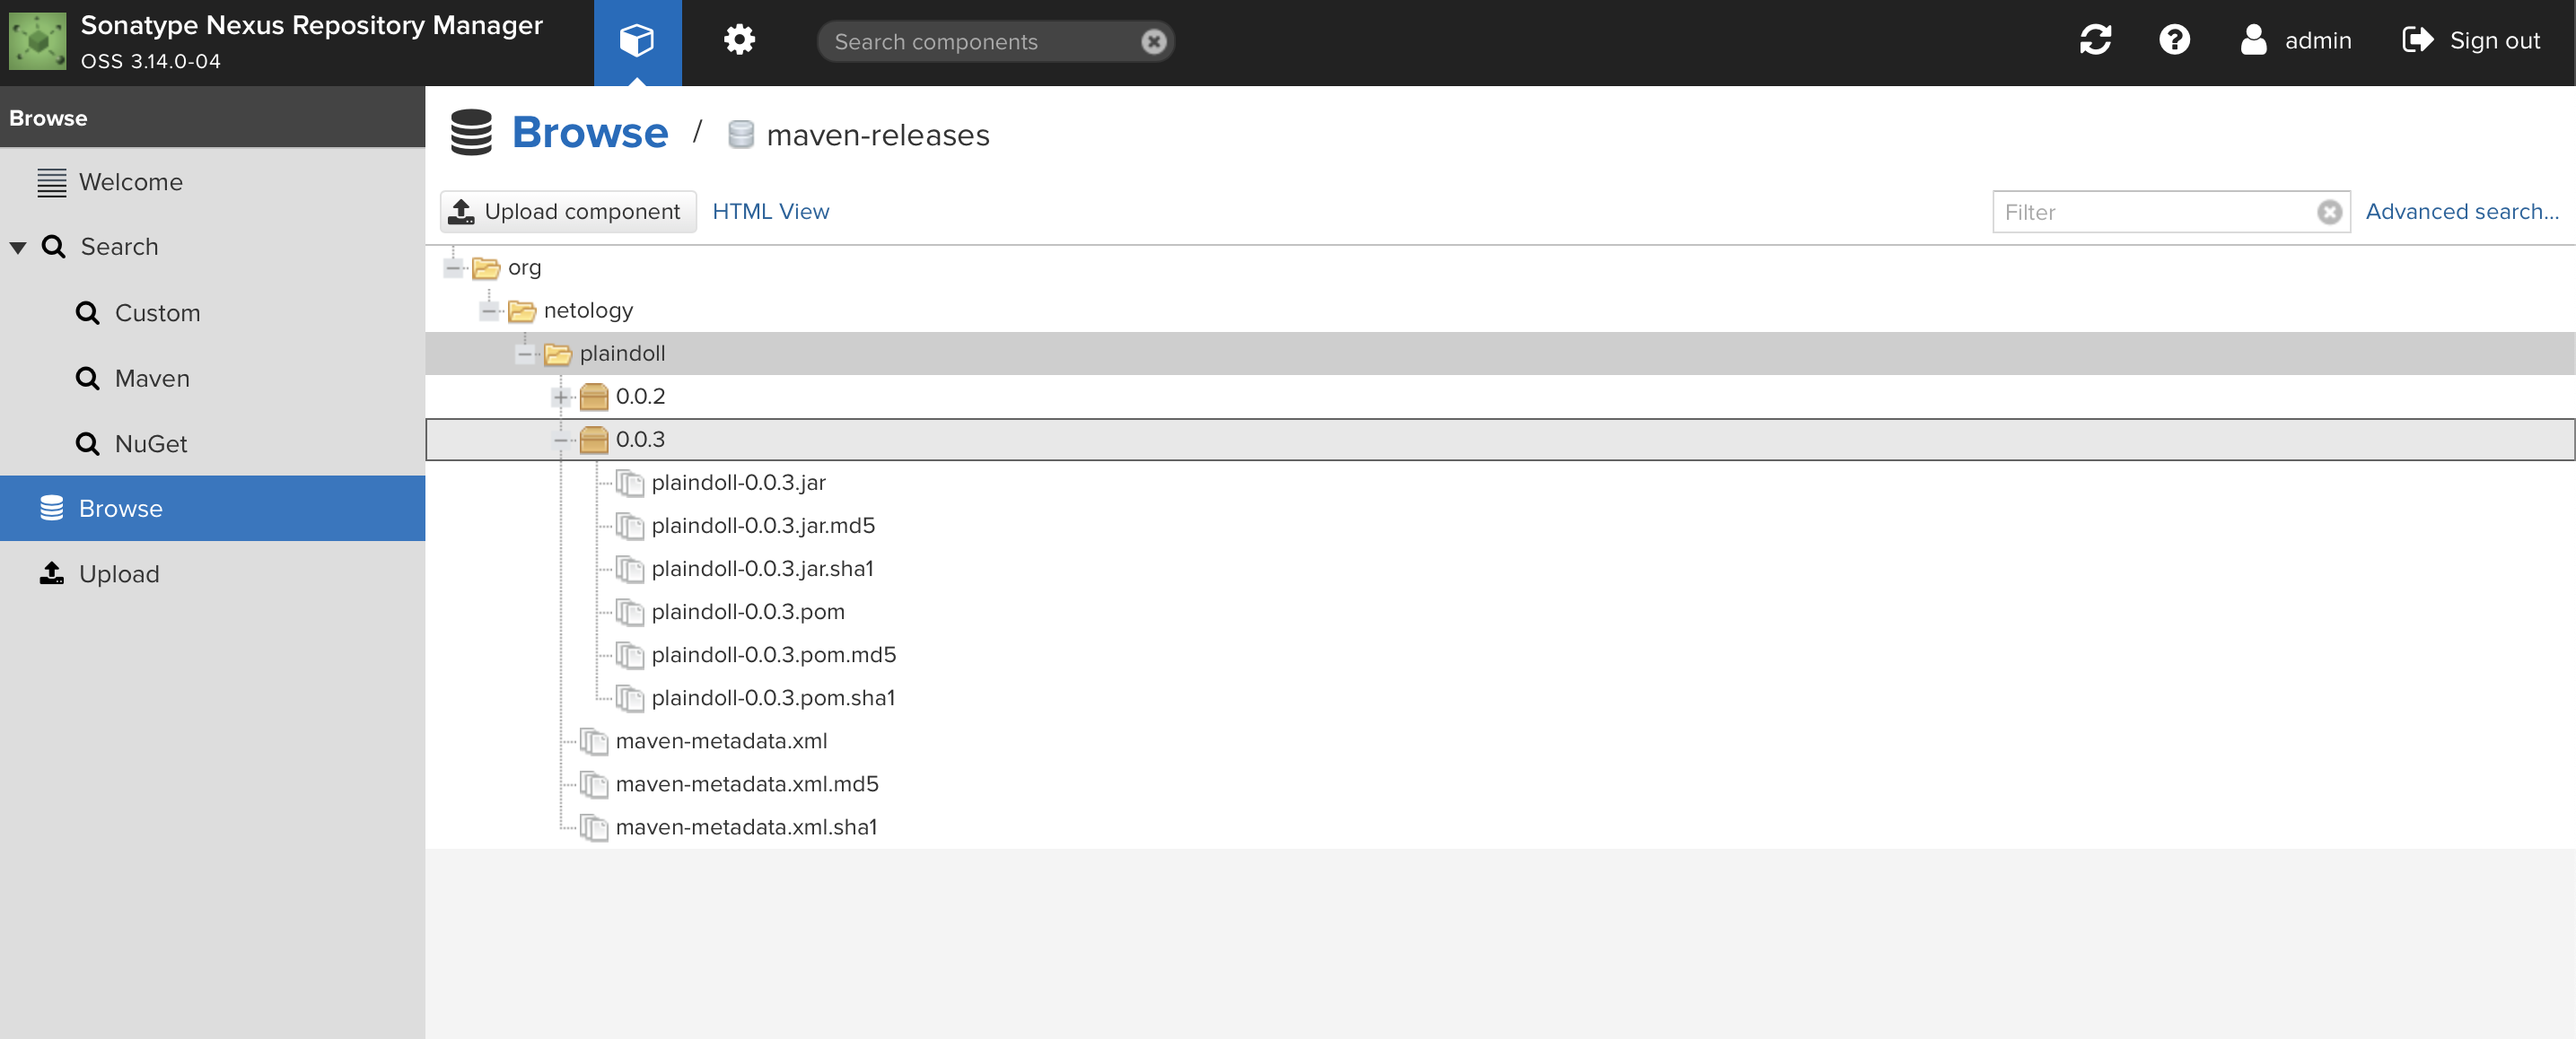 Sonatype Nexus Repository Manager
OSS 3.14.0-04
Search components
admin
Sign out
Browse
Welcome
Search
Custom
Maven
NuGet
Browse
Upload
Browse / maven-releases
Upload component
HTML View
Filter
Advanced search...
org
netology
plaindoll
0.0.2
0.0.3
plaindoll-0.0.3.jar
plaindoll-0.0.3.jar.md5
plaindoll-0.0.3.jar.sha1
plaindoll-0.0.3.pom
plaindoll-0.0.3.pom.md5
plaindoll-0.0.3.pom.sha1
maven-metadata.xml
maven-metadata.xml.md5
maven-metadata.xml.sha1